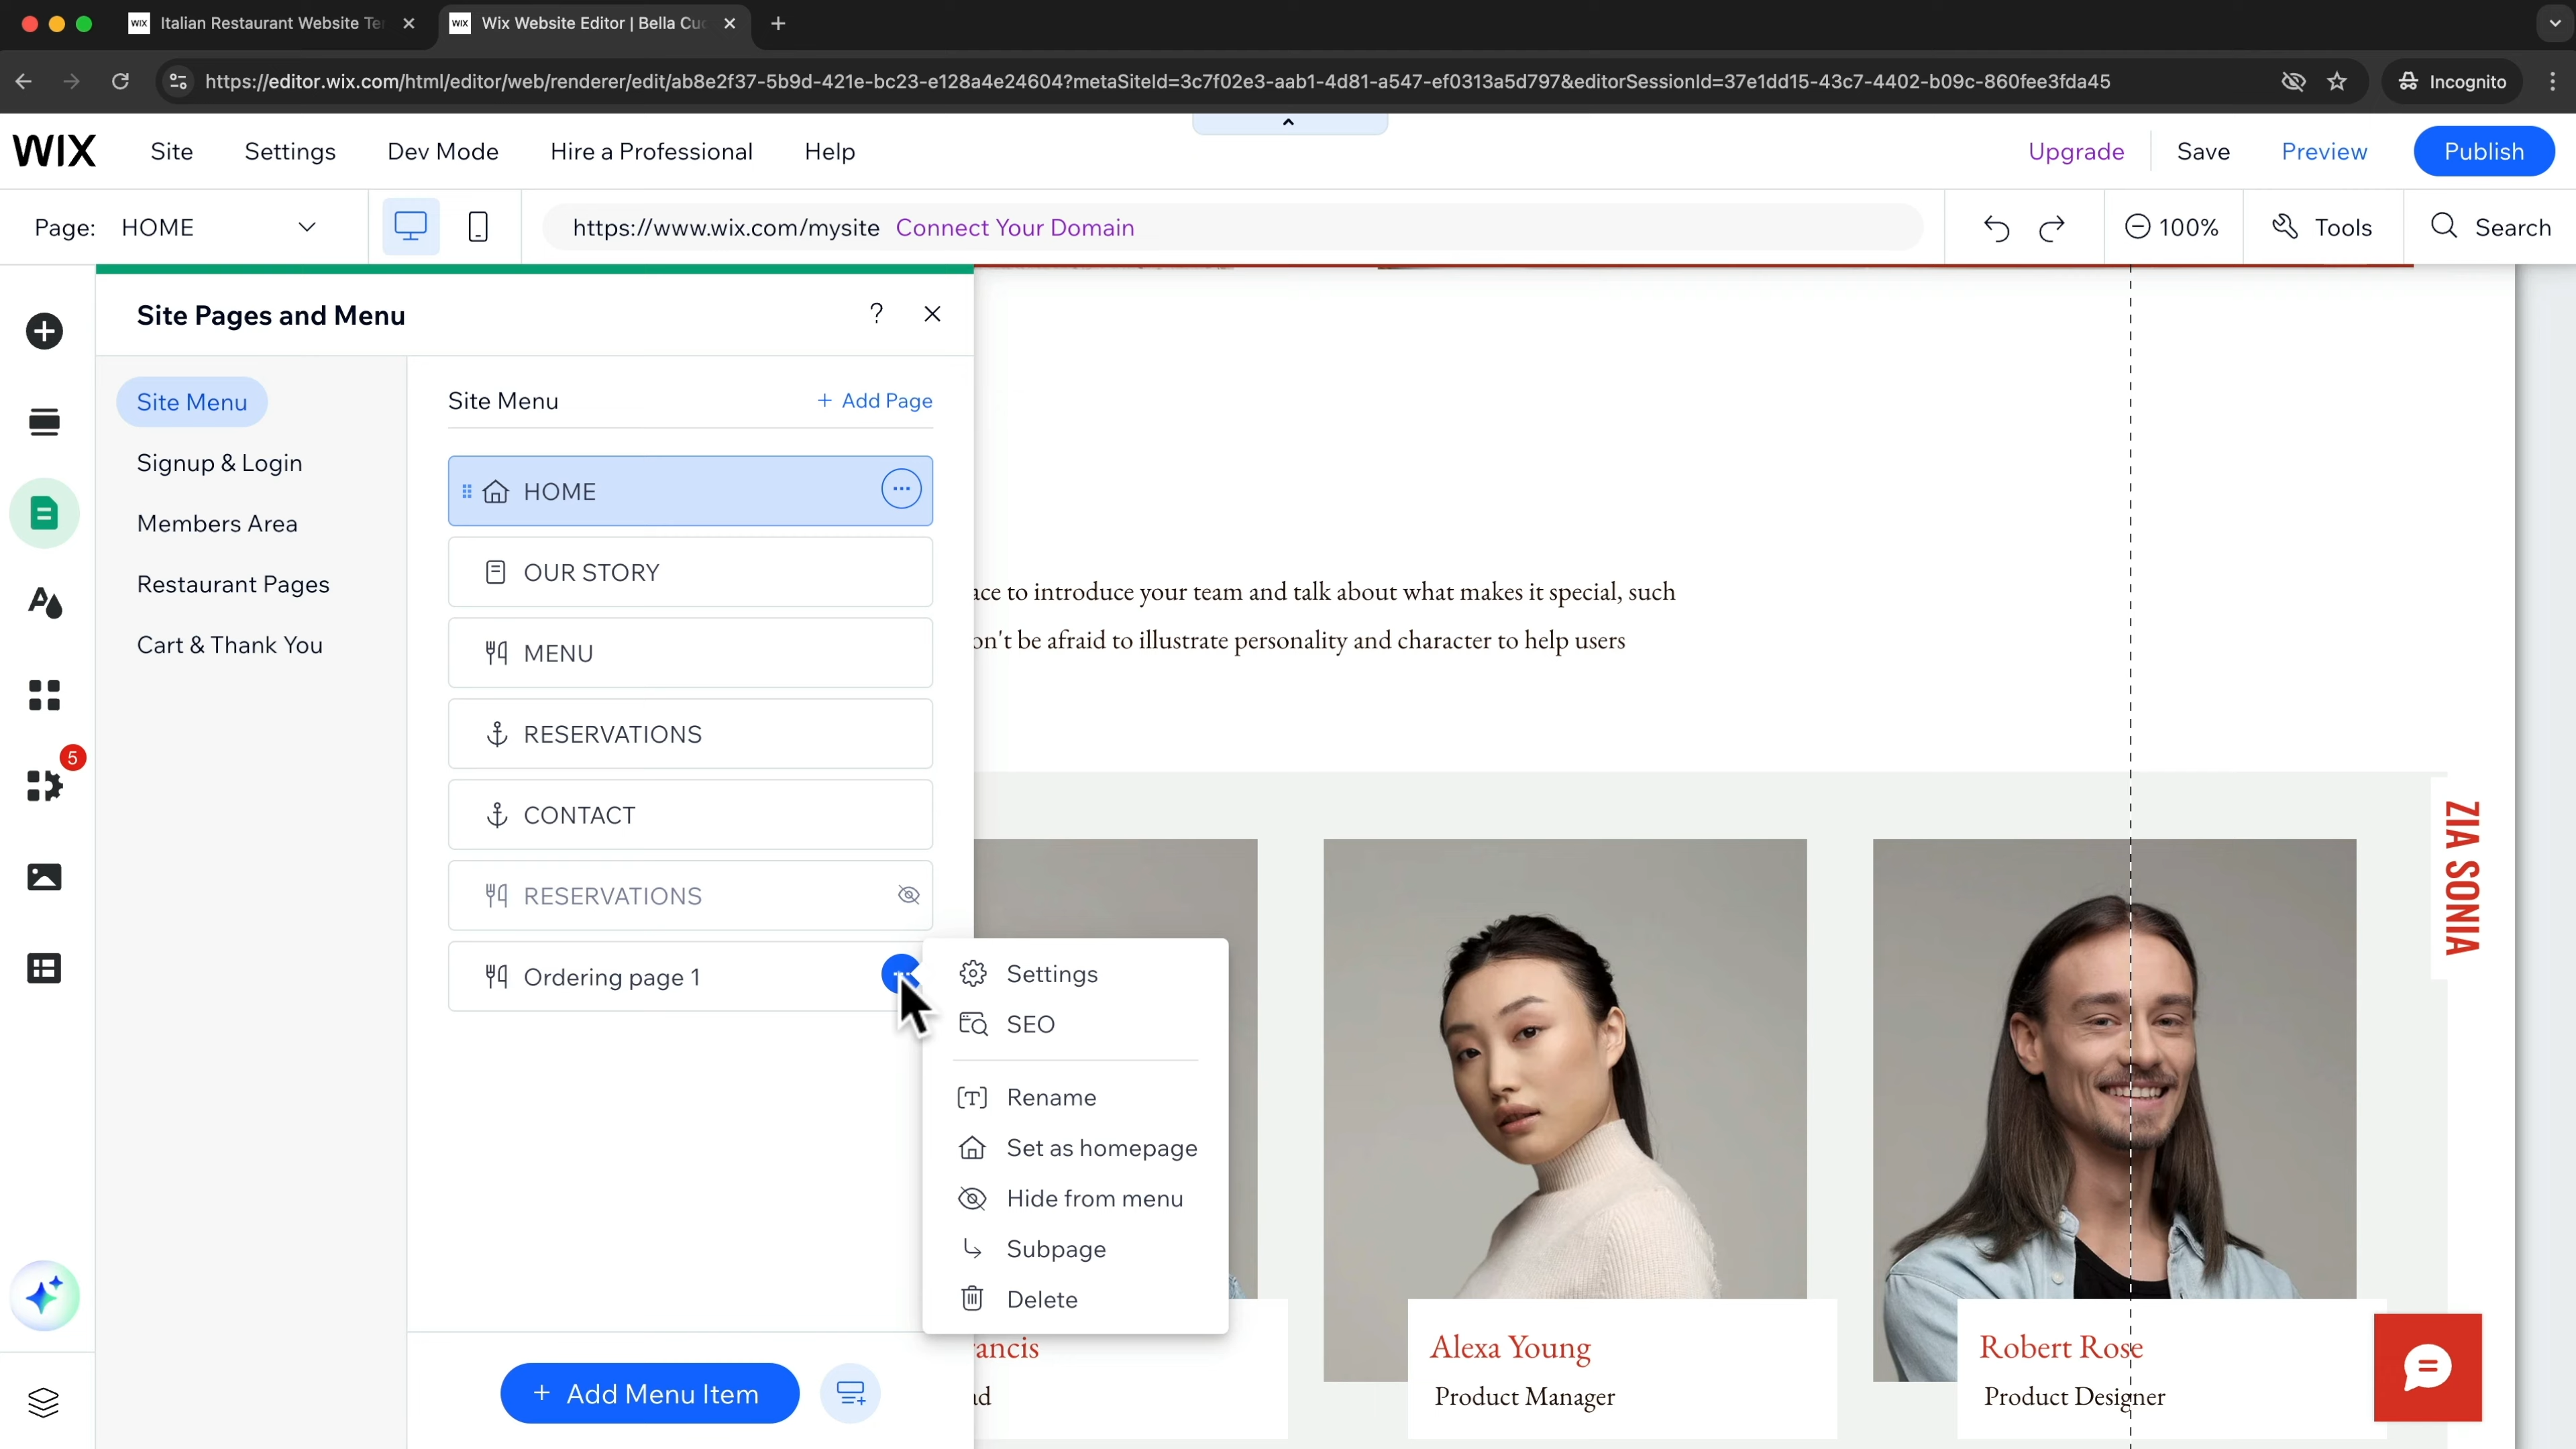 WIX Italian Restaurant Website Te
WIX Wix Website Editor | Bella Cu
https://editor.wix.com/html/editor/web/renderer/edit/ab8e2f37-5b9d-421e-bc23-e128a4e24604?metaSiteId=3c7f02e3-aab1-4d81-a547-ef0313a5d797&editorSessionId=37e1dd15-43c7-4402-b09c-860fee3fda45
Incognito
WIX Site Settings Dev Mode Hire a Professional Help Upgrade Save Preview Publish
Page: HOME https://www.wix.com/mysite Connect Your Domain 100% Tools Search
Site Pages and Menu ?
Site Menu
Signup & Login
Members Area
Restaurant Pages
Cart & Thank You
Site Menu + Add Page
HOME
OUR STORY
MENU
RESERVATIONS
CONTACT
RESERVATIONS
Ordering page 1
+ Add Menu Item
5
Settings
SEO
Rename
Set as homepage
Hide from menu
Subpage
Delete
ace to introduce your team and talk about what makes it special, such
on't be afraid to illustrate personality and character to help users
ZIA SONIA
ancis
ad
Alexa Young
Product Manager
Robert Rose
Product Designer